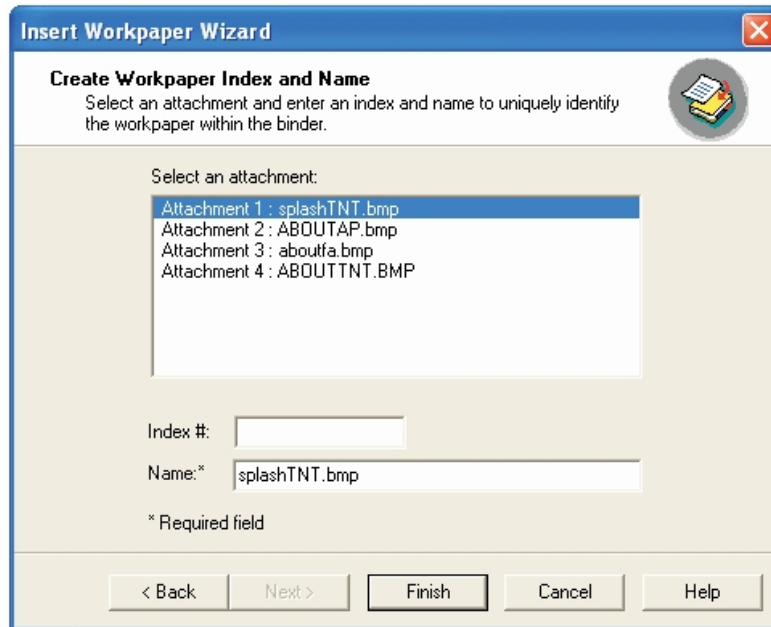 Insert Workpaper Wizard
Create Workpaper Index and Name
Select an attachment and enter an index and name to uniquely identify
the workpaper within the binder.
Select an attachment:
Attachment 1 : splashTNT.bmp
Attachment 2 : ABOUTAP.bmp
Attachment 3 : aboutfa.bmp
Attachment 4 : ABOUTTNT.BMP
Index #:
Name:* splashTNT.bmp
* Required field
< Back Next > Finish Cancel Help